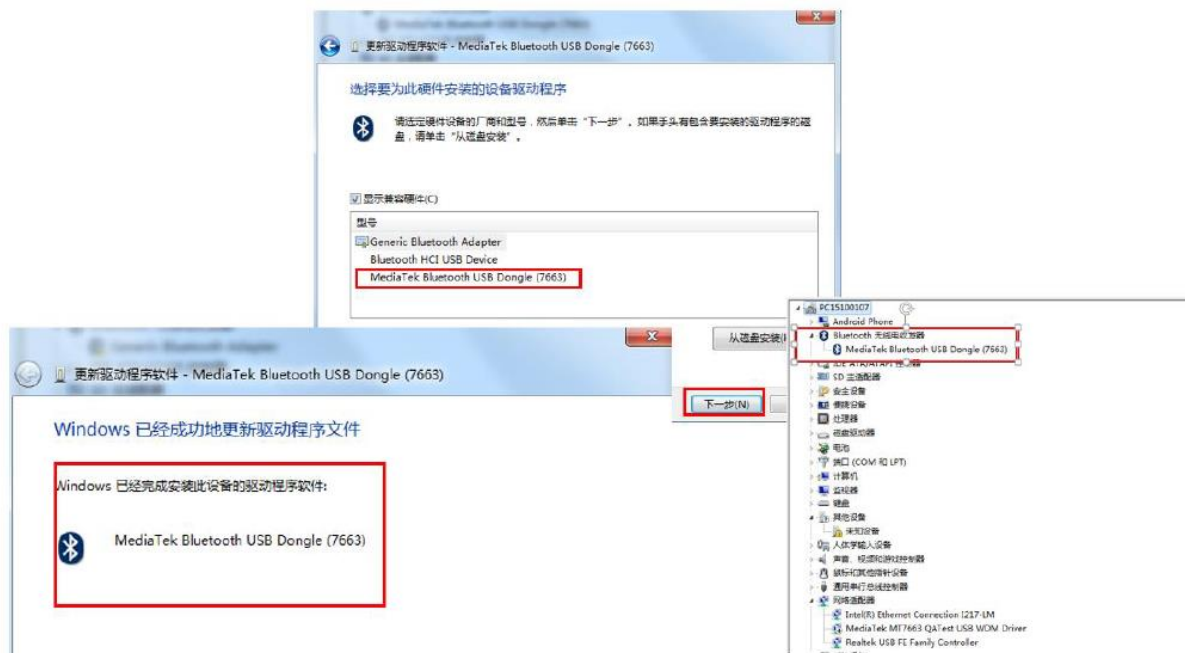 更新驱动程序软件 - MediaTek Bluetooth USB Dongle (7663)
选择要为此硬件安装的设备驱动程序
请选定硬件设备的厂商和型号，然后单击“下一步”。如果手头有包含要安装的驱动程序的磁
盘，请单击“从磁盘安装”。
显示兼容硬件(C)
型号
Generic Bluetooth Adapter
Bluetooth HCI USB Device
MediaTek Bluetooth USB Dongle (7663)
从磁盘安装(
下一步(N)
更新驱动程序软件 - MediaTek Bluetooth USB Dongle (7663)
Windows 已经成功地更新驱动程序文件
Windows 已经完成安装此设备的驱动程序软件:
MediaTek Bluetooth USB Dongle (7663)
PC15100107
Android Phone
Bluetooth 无线电收发器
MediaTek Bluetooth USB Dongle (7663)
IDE ATA/ATAPI 控制器
SD 主适配器
安全设备
便携设备
处理器
磁盘驱动器
电池
端口 (COM 和 LPT)
计算机
监视器
键盘
其他设备
未知设备
人体学输入设备
声音、视频和游戏控制器
鼠标和其他指针设备
通用串行总线控制器
网络适配器
Intel(R) Ethernet Connection I217-LM
MediaTek MT7663 QATest USB WDM Driver
Realtek USB FE Family Controller